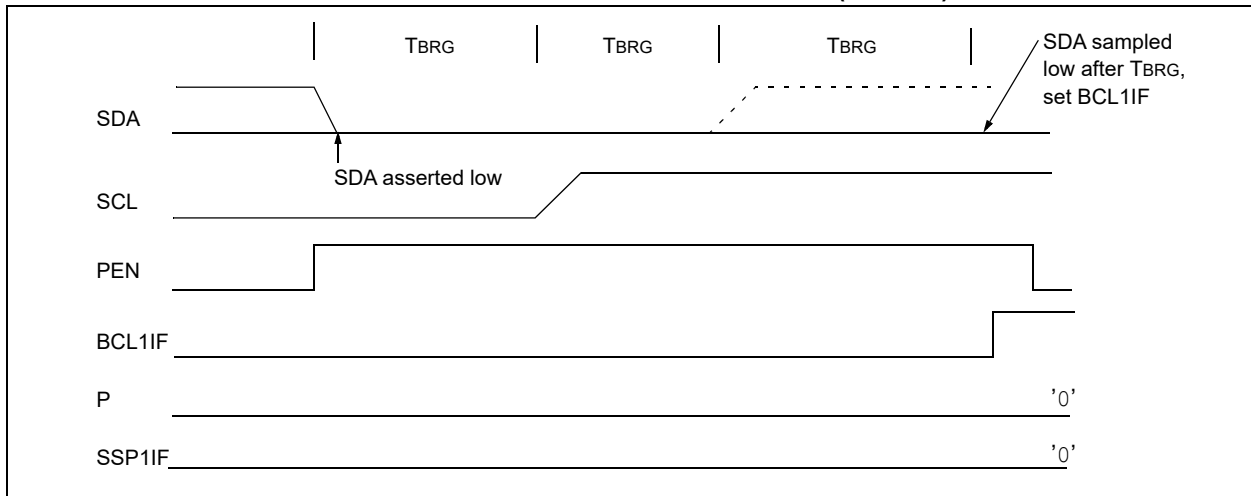 TBRG TBRG TBRG
SDA sampled
low after TBRG,
set BCL1IF
SDA
SDA asserted low
SCL
PEN
BCL1IF
P '0'
SSP1IF '0'